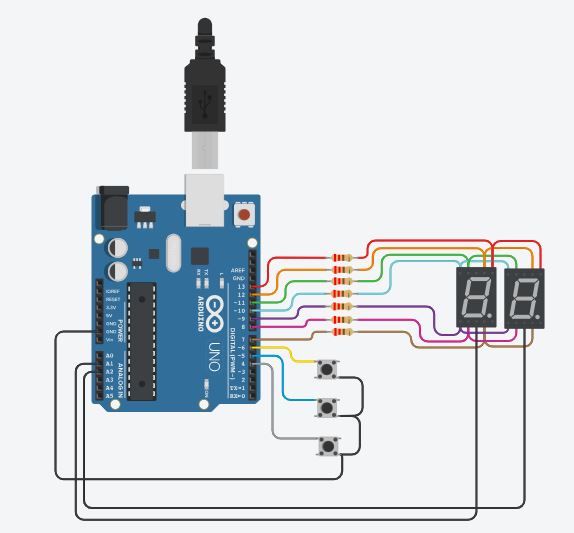 AREF
GND
13
12
~11
~10
~9
8
7
~6
~5
4
~3
2
TX→1
RX←0
DIGITAL (PWM~)
L
TX
RX
ARDUINO
UNO
ON
IOREF
RESET
3.3V
5V
GND
GND
Vin
POWER
A0
A1
A2
A3
A4
A5
ANALOG IN
8
8